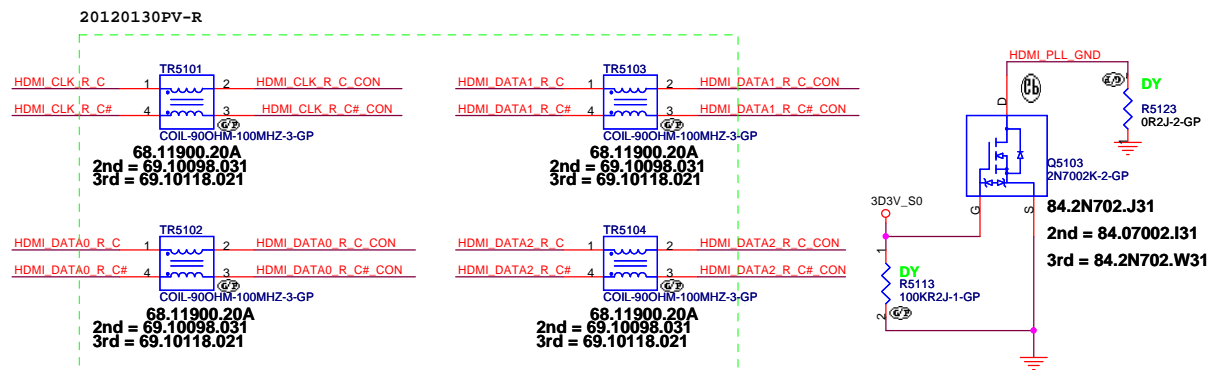 20120130PV-R
TR5101
HDMI_CLK_R_C 1 2 HDMI_CLK_R_C_CON
HDMI_CLK_R_C# 4 3 HDMI_CLK_R_C#_CON
G/P
COIL-90OHM-100MHZ-3-GP
68.11900.20A
2nd = 69.10098.031
3rd = 69.10118.021
TR5103
HDMI_DATA1_R_C 1 2 HDMI_DATA1_R_C_CON
HDMI_DATA1_R_C# 4 3 HDMI_DATA1_R_C#_CON
G/P
COIL-90OHM-100MHZ-3-GP
68.11900.20A
2nd = 69.10098.031
3rd = 69.10118.021
TR5102
HDMI_DATA0_R_C 1 2 HDMI_DATA0_R_C_CON
HDMI_DATA0_R_C# 4 3 HDMI_DATA0_R_C#_CON
G/P
COIL-90OHM-100MHZ-3-GP
68.11900.20A
2nd = 69.10098.031
3rd = 69.10118.021
TR5104
HDMI_DATA2_R_C 1 2 HDMI_DATA2_R_C_CON
HDMI_DATA2_R_C# 4 3 HDMI_DATA2_R_C#_CON
G/P
COIL-90OHM-100MHZ-3-GP
68.11900.20A
2nd = 69.10098.031
3rd = 69.10118.021
HDMI_PLL_GND
DY
R5123
0R2J-2-GP
D
Q5103
2N7002K-2-GP
G
S
84.2N702.J31
2nd = 84.07002.I31
3rd = 84.2N702.W31
3D3V_S0
1
DY
R5113
100KR2J-1-GP
2
G/P